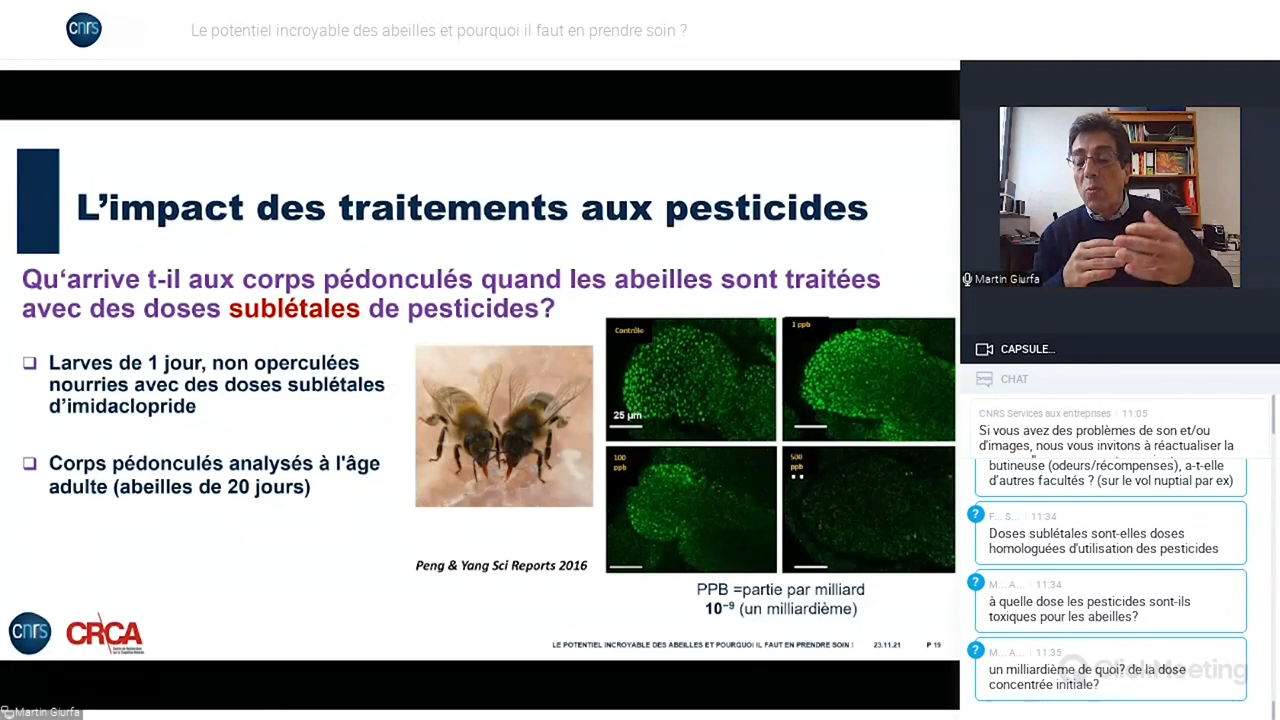 cnrs
Le potentiel incroyable des abeilles et pourquoi il faut en prendre soin ?
L'impact des traitements aux pesticides
Qu'arrive t-il aux corps pédonculés quand les abeilles sont traitées
avec des doses sublétales de pesticides?
Larves de 1 jour, non operculées
nourries avec des doses sublétales
d'imidaclopride
Corps pédonculés analysés à l'âge
adulte (abeilles de 20 jours)
Peng & Yang Sci Reports 2016
Contrôle
25 µm
1 ppb
100
ppb
500
ppb
PPB =partie par milliard
10⁻⁹ (un milliardième)
cnrs
CRCA
LE POTENTIEL INCROYABLE DES ABEILLES ET POURQUOI IL FAUT EN PRENDRE SOIN !
23.11.21
P 19
Martin Giurfa
Martin Giurfa
CAPSULE...
CHAT
CNRS Services aux entreprises 11:05
Si vous avez des problèmes de son et/ou
d'images, nous vous invitons à réactualiser la
butineuse (odeurs/récompenses), a-t-elle
d'autres facultés ? (sur le vol nuptial par ex)
? F... S... 11:34
Doses sublétales sont-elles doses
homologuées d'utilisation des pesticides
? M... A... 11:34
à quelle dose les pesticides sont-ils
toxiques pour les abeilles?
? M... A... 11:35
un milliardième de quoi? de la dose
concentrée initiale?
ClickMeeting